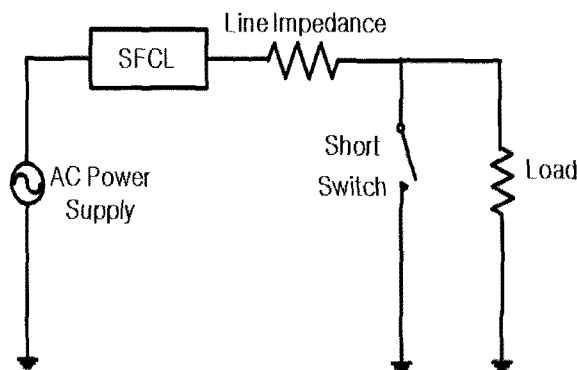 Line Impedance
SFCL
Short
Switch
AC Power
Supply
Load